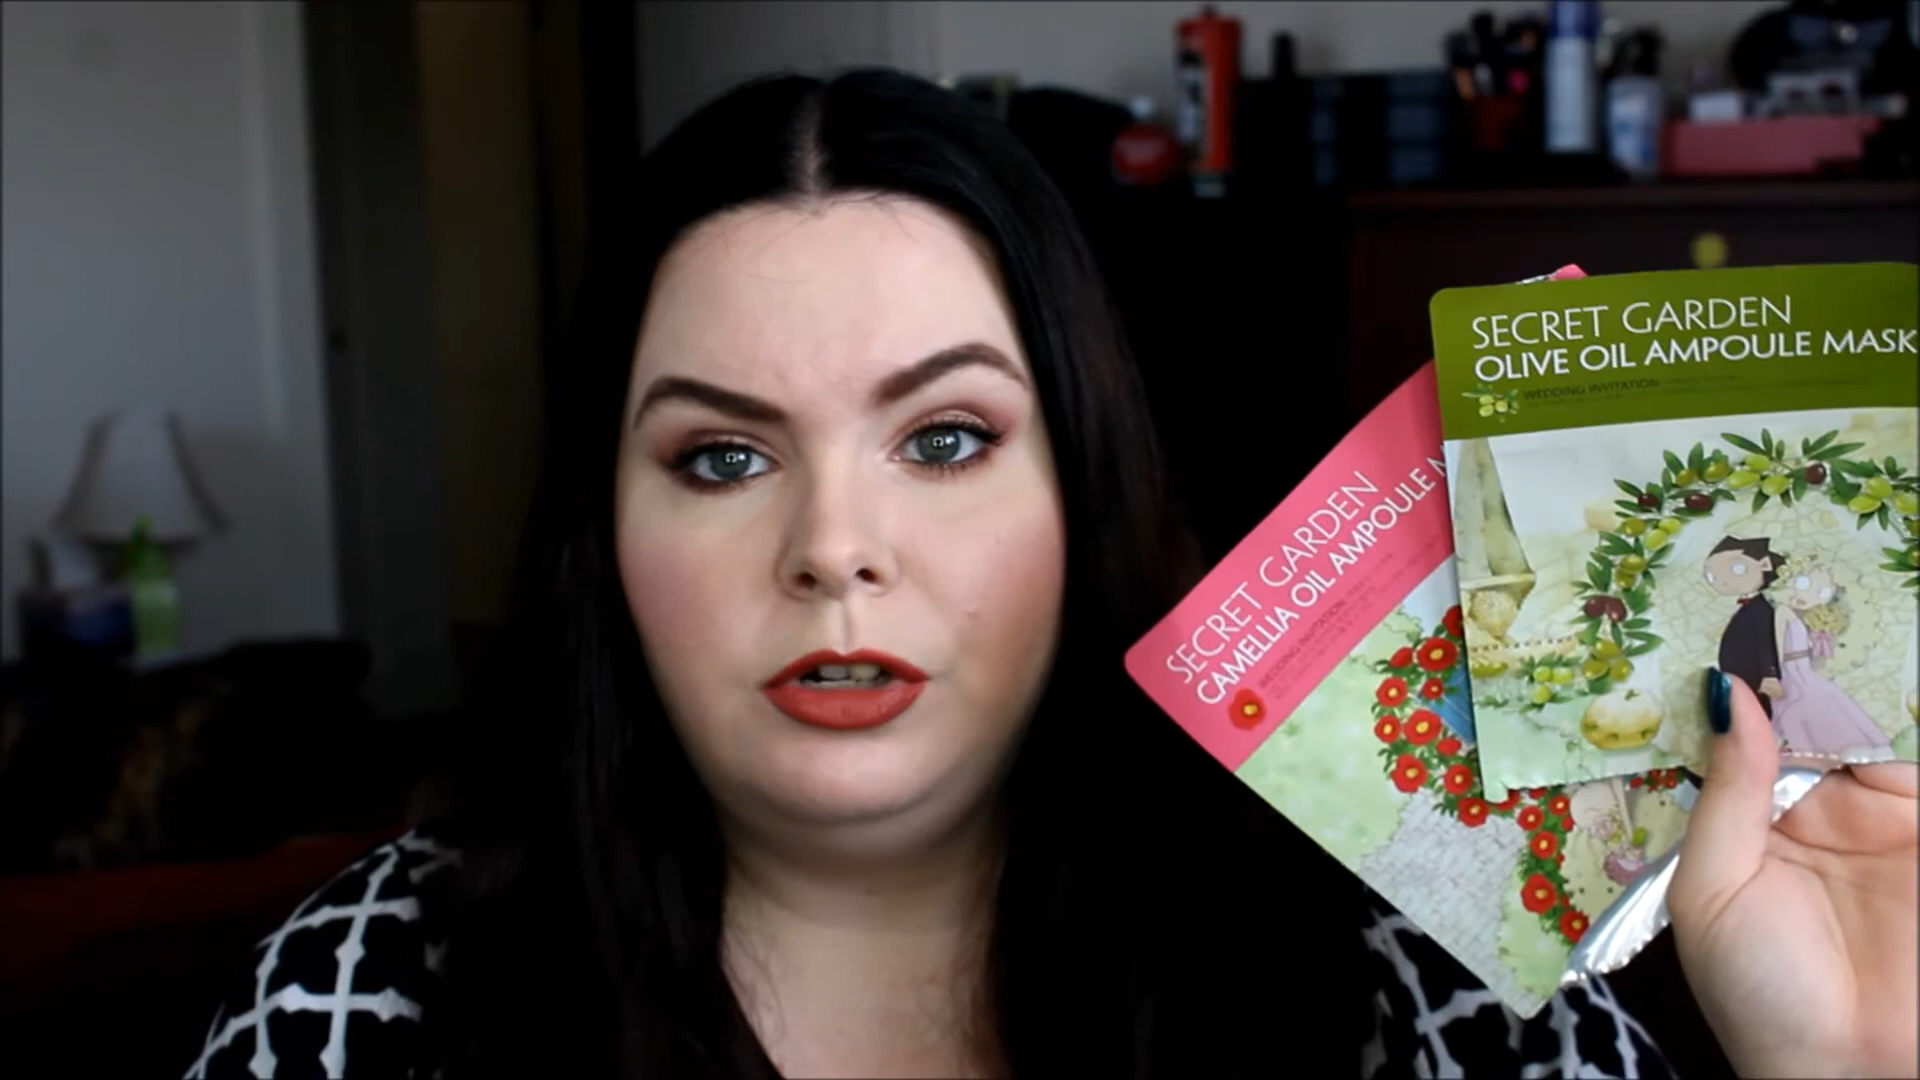 SECRET GARDEN
OLIVE OIL AMPOULE MASK
WEDDING INVITATION
SECRET GARDEN
CAMELLIA OIL AMPOULE M
WEDDING INVITATION